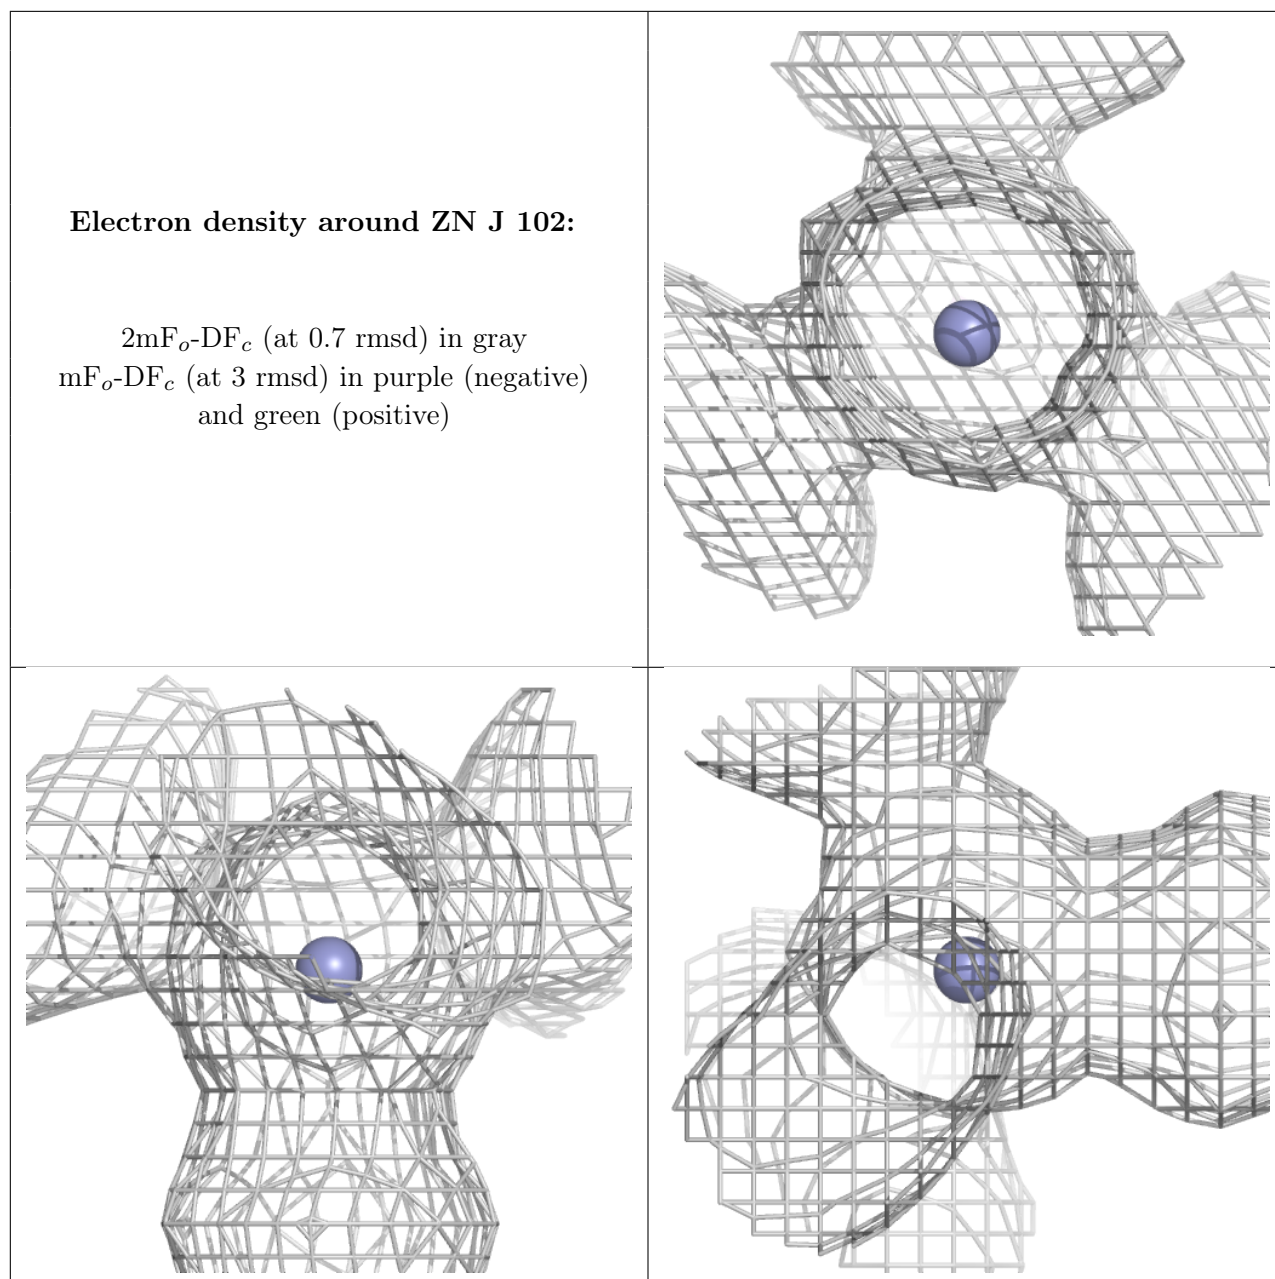 Electron density around ZN J 102:
2mFo-DFc (at 0.7 rmsd) in gray
mFo-DFc (at 3 rmsd) in purple (negative)
and green (positive)